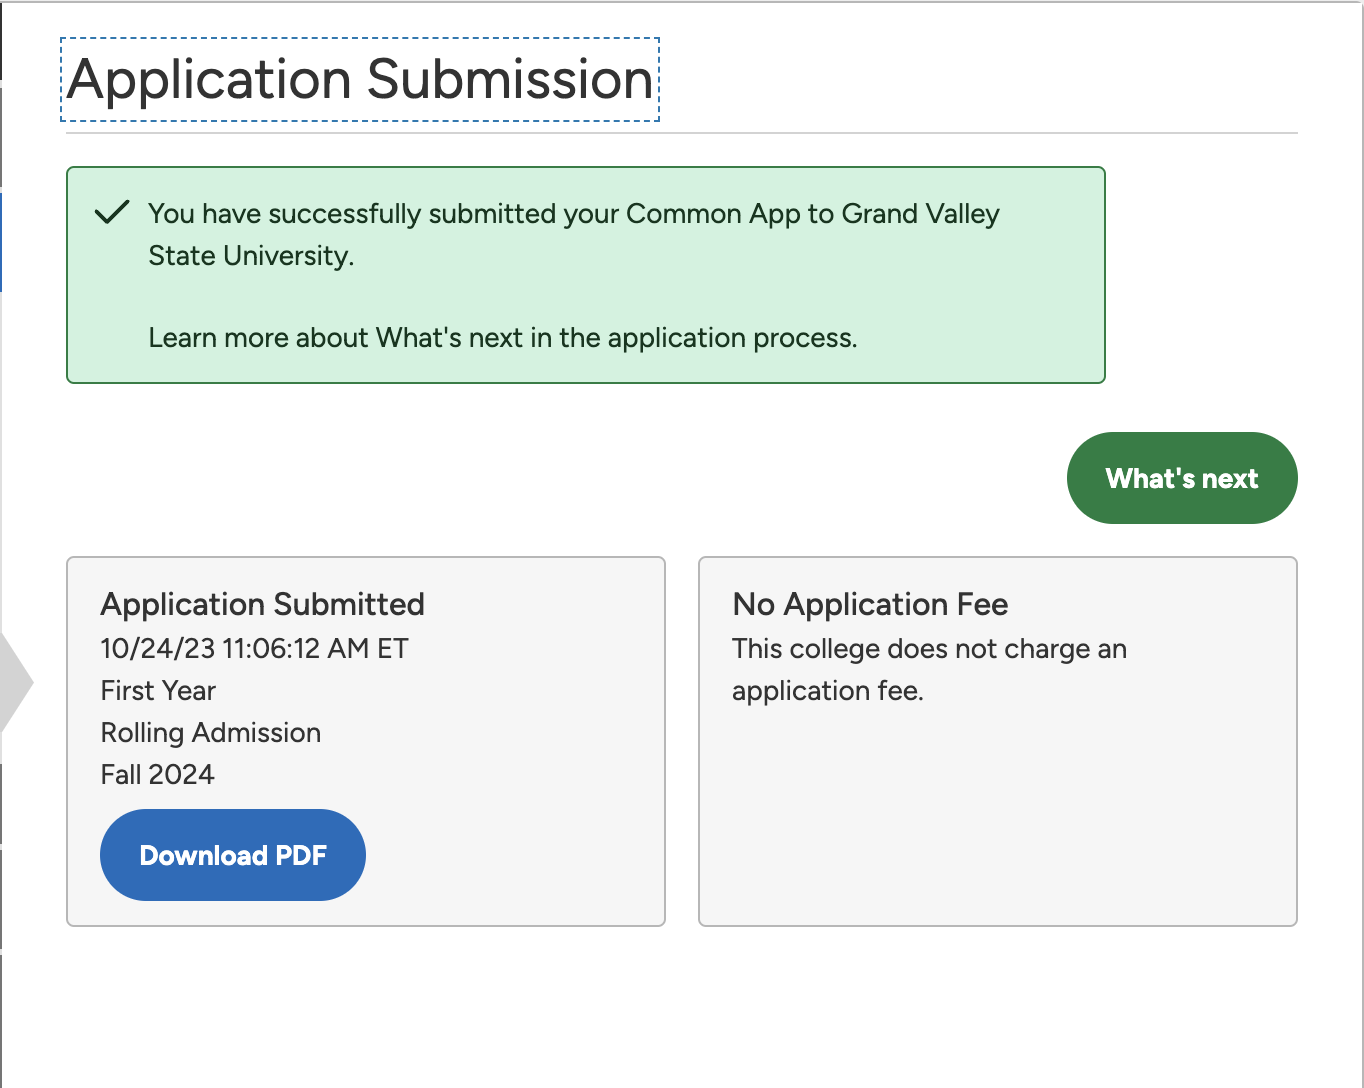 Application Submission
You have successfully submitted your Common App to Grand Valley
State University.
Learn more about What's next in the application process.
What's next
Application Submitted
10/24/23 11:06:12 AM ET
First Year
Rolling Admission
Fall 2024
Download PDF
No Application Fee
This college does not charge an
application fee.